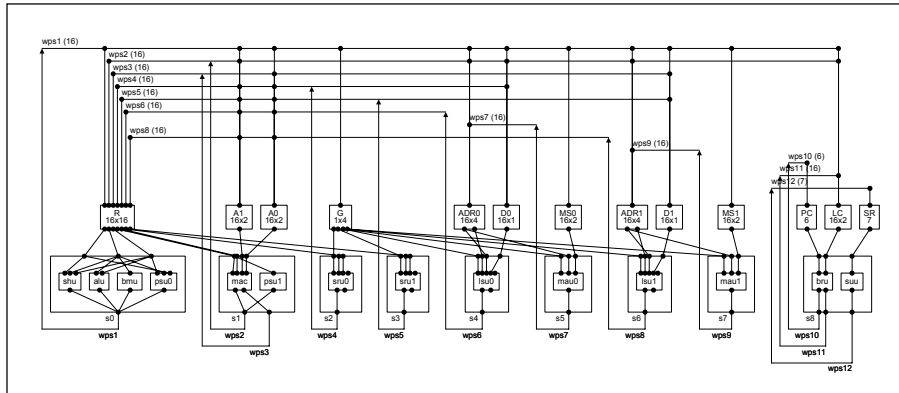 wps1 (16)
wps2 (16)
wps3 (16)
wps4 (16)
wps5 (16)
wps6 (16)
wps8 (16)
wps7 (16)
wps9 (16)
wps10 (6)
wps11 (16)
wps12 (7)
R A1 A0 G ADR0 D0 MS0 ADR1 D1 MS1 PC LC SR
16x16 16x2 16x2 1x4 16x4 16x1 16x2 16x4 16x1 16x2 6 16x2 7
shu alu bmu psu0 mac psu1 sru0 sru1 lsu0 mau0 lsu1 mau1 bru suu
s0 s1 s2 s3 s4 s5 s6 s7 s8
wps1 wps2 wps4 wps5 wps6 wps7 wps8 wps9 wps10
wps3 wps11
wps12